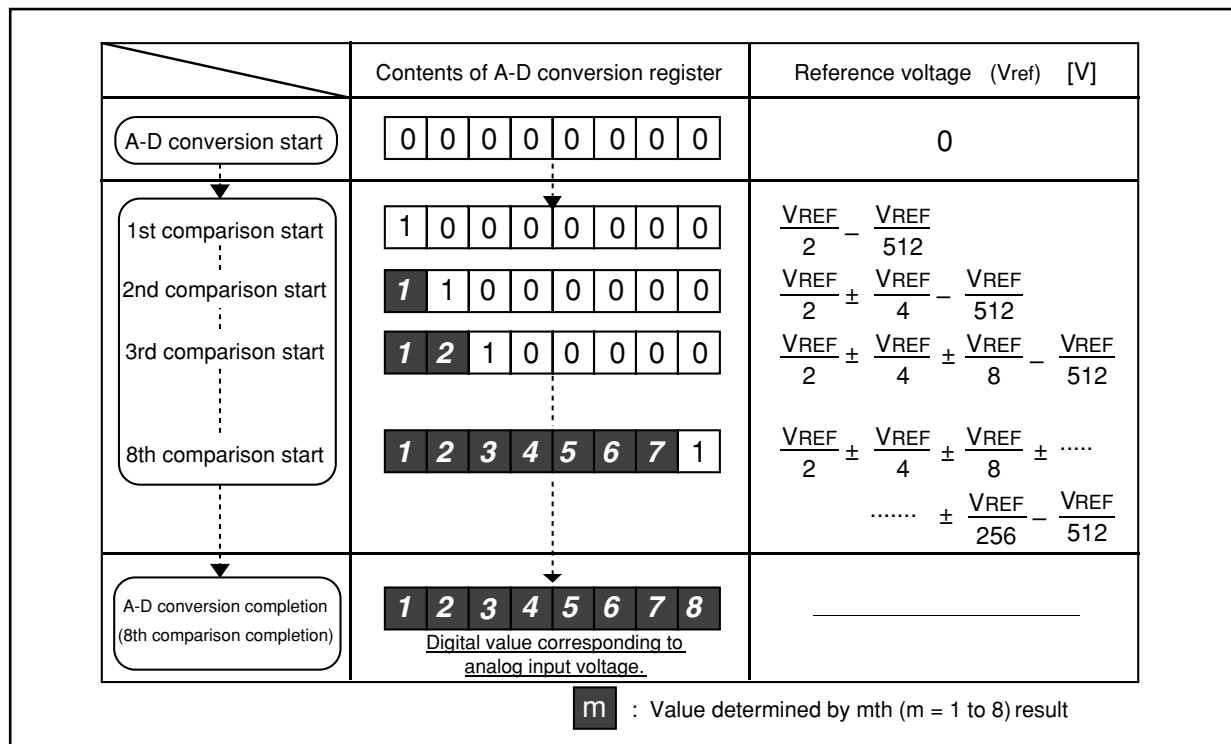 Contents of A-D conversion register
Reference voltage (Vref) [V]
A-D conversion start
0 0 0 0 0 0 0 0
0
1st comparison start
1 0 0 0 0 0 0 0
VREF/2 − VREF/512
2nd comparison start
1 1 0 0 0 0 0 0
VREF/2 ± VREF/4 − VREF/512
3rd comparison start
1 2 1 0 0 0 0 0
VREF/2 ± VREF/4 ± VREF/8 − VREF/512
8th comparison start
1 2 3 4 5 6 7 1
VREF/2 ± VREF/4 ± VREF/8 ± .....
....... ± VREF/256 − VREF/512
A-D conversion completion
(8th comparison completion)
1 2 3 4 5 6 7 8
Digital value corresponding to
analog input voltage.
m : Value determined by mth (m = 1 to 8) result